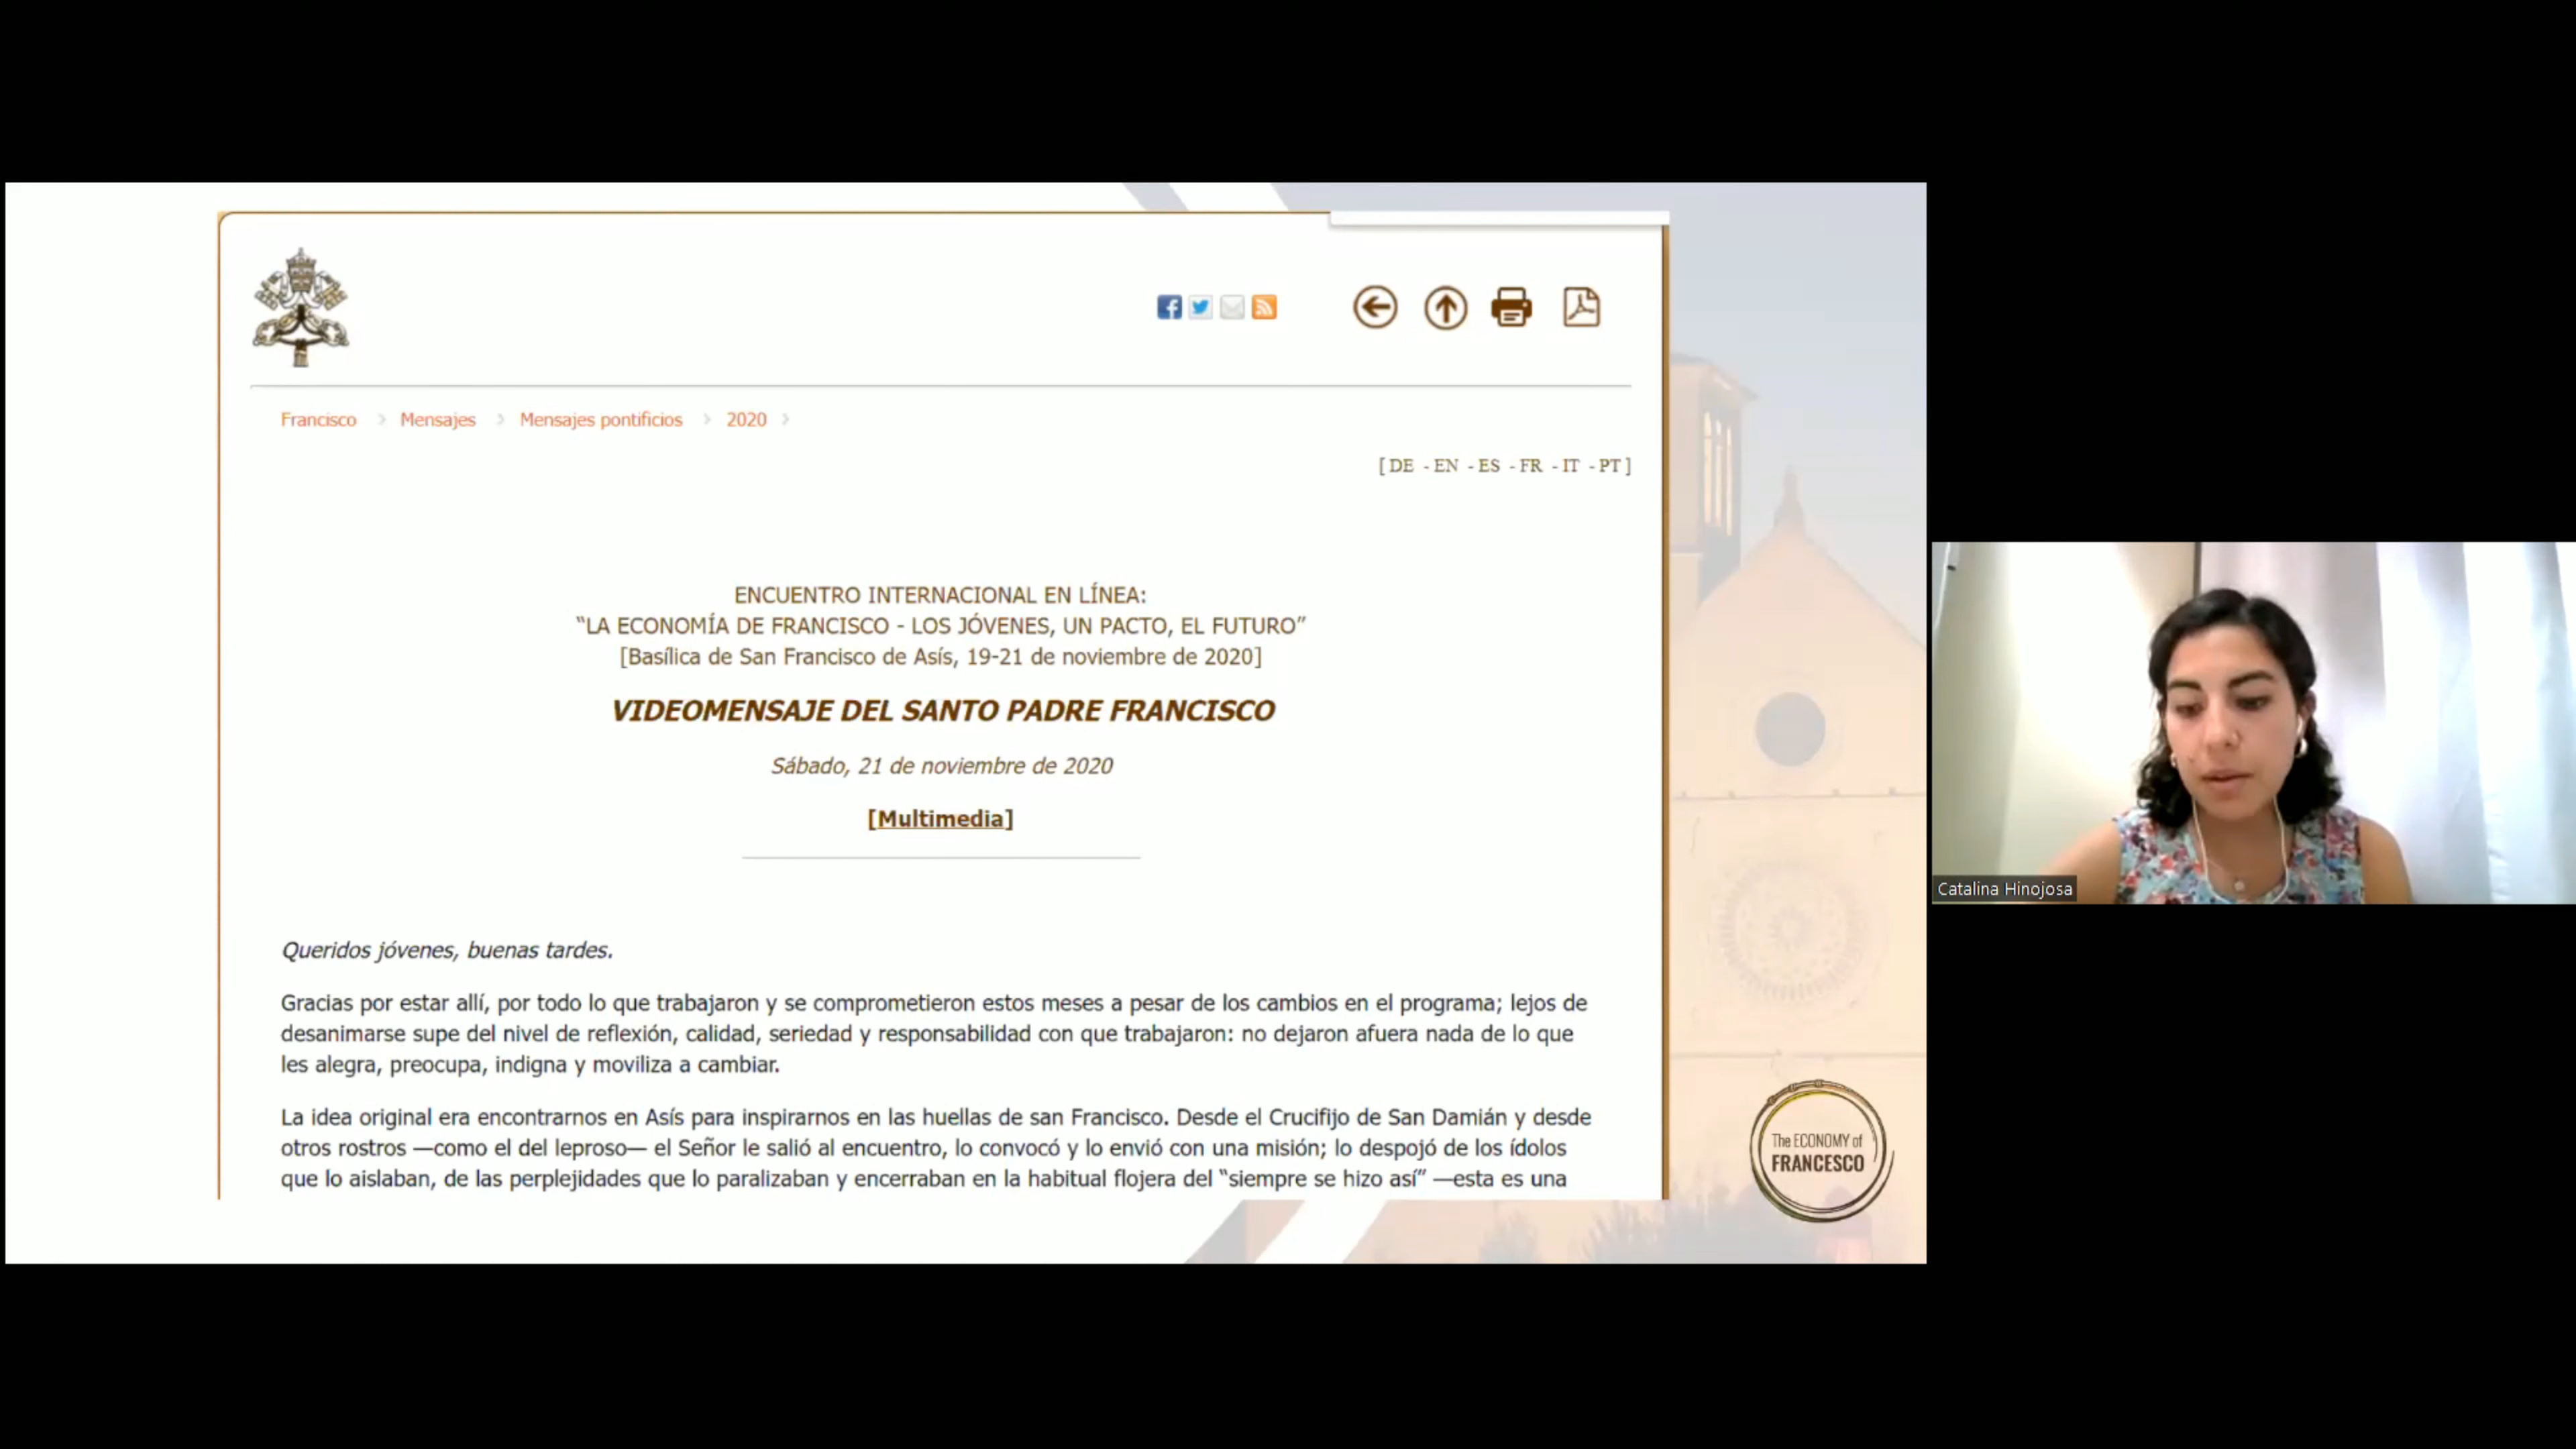 Francisco > Mensajes > Mensajes pontificios > 2020 >
[ DE - EN - ES - FR - IT - PT ]
ENCUENTRO INTERNACIONAL EN LÍNEA:
“LA ECONOMÍA DE FRANCISCO - LOS JÓVENES, UN PACTO, EL FUTURO”
[Basílica de San Francisco de Asís, 19-21 de noviembre de 2020]
VIDEOMENSAJE DEL SANTO PADRE FRANCISCO
Sábado, 21 de noviembre de 2020
[Multimedia]
Queridos jóvenes, buenas tardes.
Gracias por estar allí, por todo lo que trabajaron y se comprometieron estos meses a pesar de los cambios en el programa; lejos de
desanimarse supe del nivel de reflexión, calidad, seriedad y responsabilidad con que trabajaron: no dejaron afuera nada de lo que
les alegra, preocupa, indigna y moviliza a cambiar.
La idea original era encontrarnos en Asís para inspirarnos en las huellas de san Francisco. Desde el Crucifijo de San Damián y desde
otros rostros —como el del leproso— el Señor le salió al encuentro, lo convocó y lo envió con una misión; lo despojó de los ídolos
que lo aislaban, de las perplejidades que lo paralizaban y encerraban en la habitual flojera del “siempre se hizo así” —esta es una
The ECONOMY of
FRANCESCO
Catalina Hinojosa